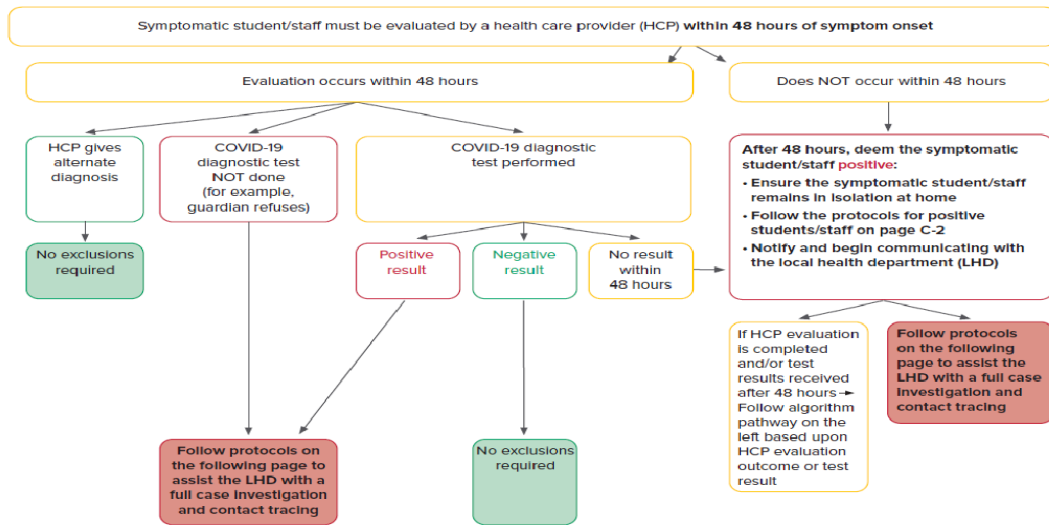 Symptomatic student/staff must be evaluated by a health care provider (HCP) within 48 hours of symptom onset
Evaluation occurs within 48 hours
Does NOT occur within 48 hours
HCP gives
alternate
diagnosis
COVID-19
diagnostic test
NOT done
(for example,
guardian refuses)
COVID-19 diagnostic
test performed
After 48 hours, deem the symptomatic
student/staff positive:
• Ensure the symptomatic student/staff
remains in isolation at home
• Follow the protocols for positive
students/staff on page C-2
• Notify and begin communicating with
the local health department (LHD)
No exclusions
required
Positive
result
Negative
result
No result
within
48 hours
If HCP evaluation
is completed
and/or test
results received
after 48 hours→
Follow algorithm
pathway on the
left based upon
HCP evaluation
outcome or test
result
Follow protocols
on the following
page to assist the
LHD with a full case
investigation and
contact tracing
Follow protocols on
the following page to
assist the LHD with a
full case investigation
and contact tracing
No exclusions
required